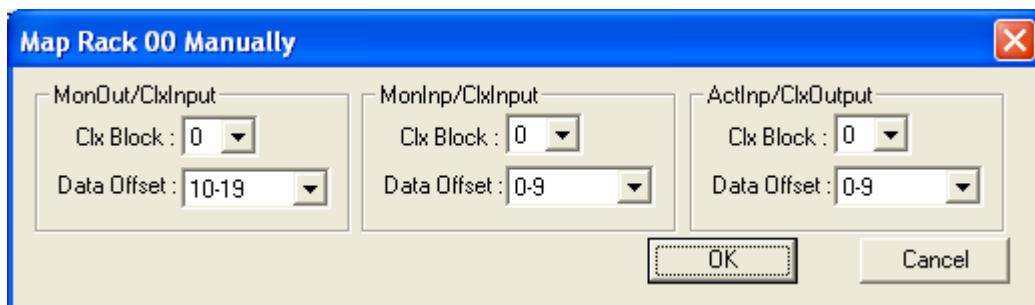 Map Rack 00 Manually
MonOut/ClxInput
Clx Block : 0
Data Offset : 10-19
MonInp/ClxInput
Clx Block : 0
Data Offset : 0-9
ActInp/ClxOutput
Clx Block : 0
Data Offset : 0-9
OK
Cancel